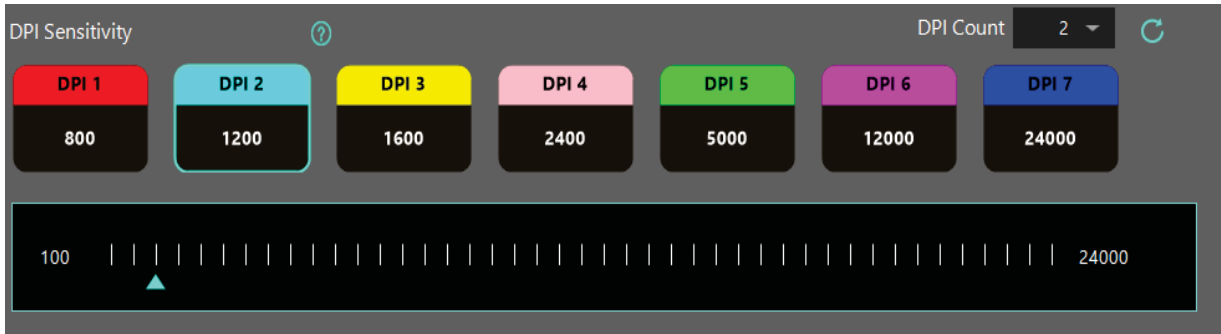 DPI Sensitivity ? DPI Count 2
DPI 1 DPI 2 DPI 3 DPI 4 DPI 5 DPI 6 DPI 7
800 1200 1600 2400 5000 12000 24000
100 24000